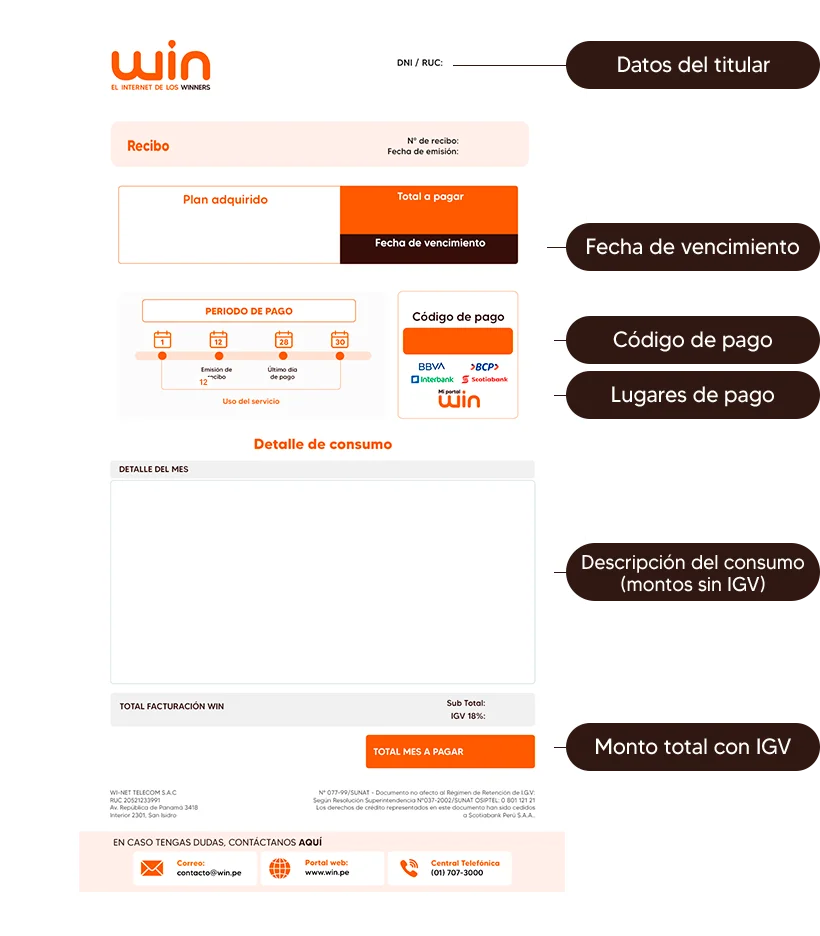 win
EL INTERNET DE LOS WINNERS
DNI / RUC:
Datos del titular
Recibo
N° de recibo:
Fecha de emisión:
Plan adquirido
Total a pagar
Fecha de vencimiento
Fecha de vencimiento
PERIODO DE PAGO
1 12 28 30
Emisión de
recibo
12
Último día
de pago
Uso del servicio
Código de pago
BBVA BCP
Interbank Scotiabank
Mi portal
win
Código de pago
Lugares de pago
Detalle de consumo
DETALLE DEL MES
Descripción del consumo
(montos sin IGV)
TOTAL FACTURACIÓN WIN
Sub Total:
IGV 18%:
TOTAL MES A PAGAR
Monto total con IGV
WI-NET TELECOM S.A.C
RUC 20521233991
Av. República de Panamá 3418
Interior 2301, San Isidro
N° 077-99/SUNAT - Documento no afecto al Régimen de Retención de I.G.V:
Según Resolución Superintendencia N°037-2002/SUNAT OSIPTEL: 0 801 121 21
Los derechos de crédito representados en este documento han sido cedidos
a Scotiabank Perú S.A.A..
EN CASO TENGAS DUDAS, CONTÁCTANOS AQUÍ
Correo:
contacto@win.pe
Portal web:
www.win.pe
Central Telefónica
(01) 707-3000